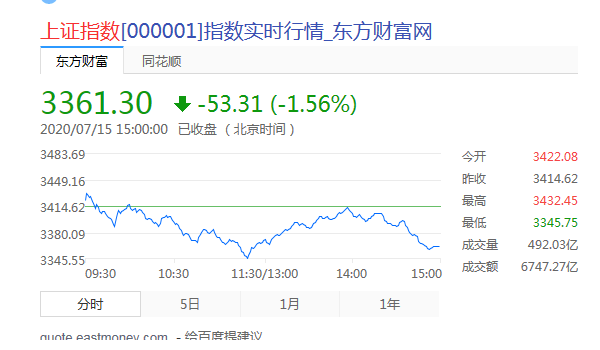 上证指数[000001]指数实时行情_东方财富网
东方财富 同花顺
3361.30 -53.31 (-1.56%)
2020/07/15 15:00:00 已收盘 （北京时间）
3483.69
3449.16
3414.62
3380.09
3345.55
09:30 10:30 11:30/13:00 14:00 15:00
今开 3422.08
昨收 3414.62
最高 3432.45
最低 3345.75
成交量 492.03亿
成交额 6747.27亿
分时 5日 1月 1年
quote.eastmoney.com - 给百度提建议